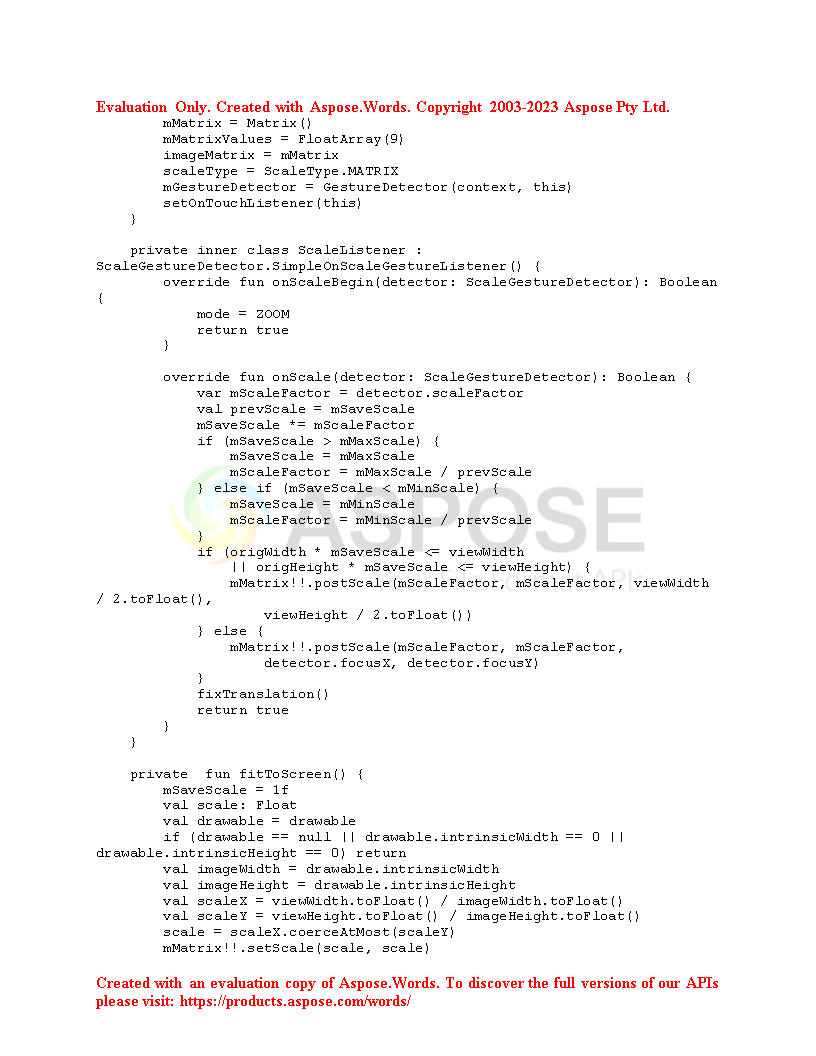 Evaluation Only. Created with Aspose.Words. Copyright 2003-2023 Aspose Pty Ltd.
        mMatrix = Matrix()
        mMatrixValues = FloatArray(9)
        imageMatrix = mMatrix
        scaleType = ScaleType.MATRIX
        mGestureDetector = GestureDetector(context, this)
        setOnTouchListener(this)
    }

    private inner class ScaleListener :
ScaleGestureDetector.SimpleOnScaleGestureListener() {
        override fun onScaleBegin(detector: ScaleGestureDetector): Boolean
{
            mode = ZOOM
            return true
        }

        override fun onScale(detector: ScaleGestureDetector): Boolean {
            var mScaleFactor = detector.scaleFactor
            val prevScale = mSaveScale
            mSaveScale *= mScaleFactor
            if (mSaveScale > mMaxScale) {
                mSaveScale = mMaxScale
                mScaleFactor = mMaxScale / prevScale
            } else if (mSaveScale < mMinScale) {
                mSaveScale = mMinScale
                mScaleFactor = mMinScale / prevScale
            }
            if (origWidth * mSaveScale <= viewWidth
                || origHeight * mSaveScale <= viewHeight) {
                mMatrix!!.postScale(mScaleFactor, mScaleFactor, viewWidth
/ 2.toFloat(),
                    viewHeight / 2.toFloat())
            } else {
                mMatrix!!.postScale(mScaleFactor, mScaleFactor,
                    detector.focusX, detector.focusY)
            }
            fixTranslation()
            return true
        }
    }

    private  fun fitToScreen() {
        mSaveScale = 1f
        val scale: Float
        val drawable = drawable
        if (drawable == null || drawable.intrinsicWidth == 0 ||
drawable.intrinsicHeight == 0) return
        val imageWidth = drawable.intrinsicWidth
        val imageHeight = drawable.intrinsicHeight
        val scaleX = viewWidth.toFloat() / imageWidth.toFloat()
        val scaleY = viewHeight.toFloat() / imageHeight.toFloat()
        scale = scaleX.coerceAtMost(scaleY)
        mMatrix!!.setScale(scale, scale)
ASPOSE
Created with an evaluation copy of Aspose.Words. To discover the full versions of our APIs
please visit: https://products.aspose.com/words/